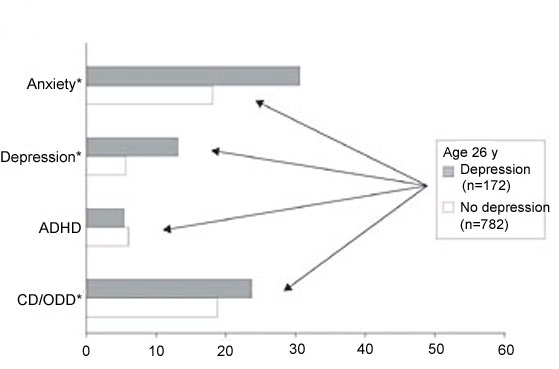 Anxiety*
Depression*
ADHD
CD/ODD*
Age 26 y
Depression
(n=172)
No depression
(n=782)
0 10 20 30 40 50 60